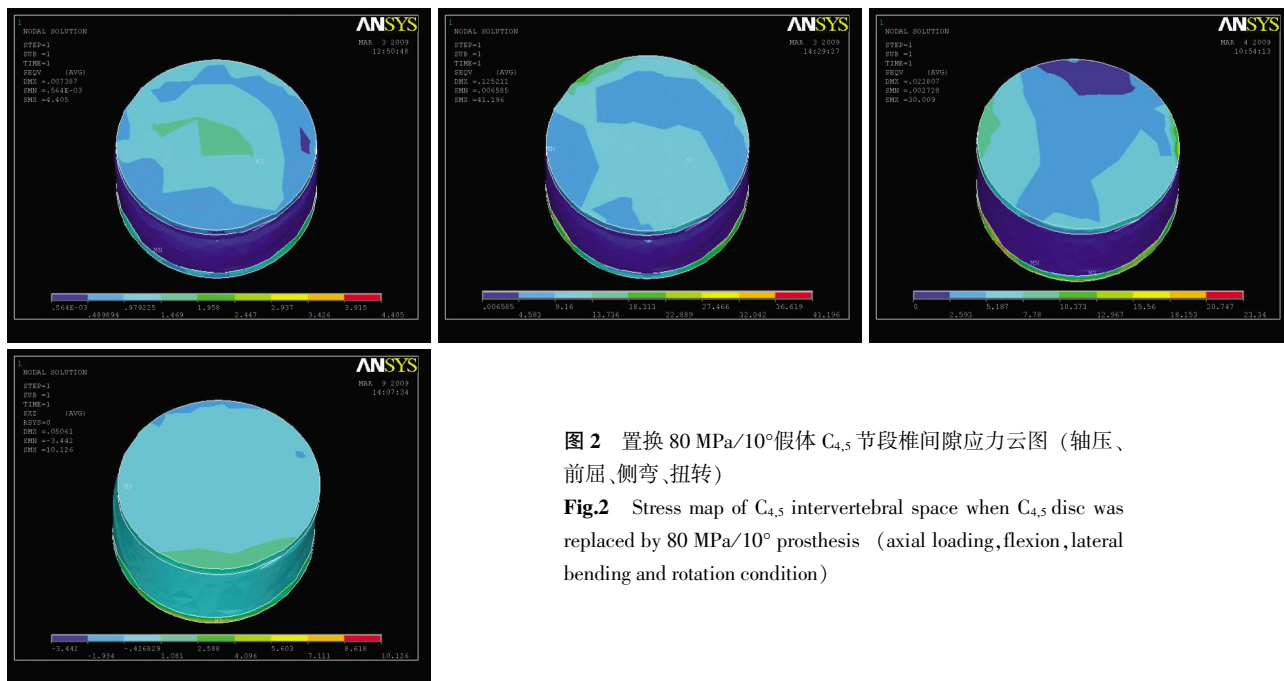 1
ANSYS
NODAL SOLUTION
MAR 3 2009
12:50:48
STEP=1
SUB =1
TIME=1
SEQV (AVG)
DMX =.007387
SMN =.564E-03
SMX =4.405
MX
MN
.564E-03 .979225 1.958 2.937 3.915
.489894 1.469 2.447 3.426 4.405
1
ANSYS
NODAL SOLUTION
MAR 3 2009
14:29:27
STEP=1
SUB =1
TIME=1
SEQV (AVG)
DMX =.125211
SMN =.006585
SMX =41.196
MN
MX
.006585 9.16 18.313 27.466 36.619
4.583 13.736 22.889 32.042 41.196
1
ANSYS
NODAL SOLUTION
MAR 4 2009
10:54:13
STEP=1
SUB =1
TIME=1
SEQV (AVG)
DMX =.022807
SMN =.002728
SMX =30.009
MN
MX
0 5.187 10.373 15.56 20.747
2.593 7.78 12.967 18.153 23.34
1
ANSYS
NODAL SOLUTION
MAR 9 2009
14:07:34
STEP=1
SUB =1
TIME=1
SXZ (AVG)
RSYS=0
DMX =.05061
SMN =-3.442
SMX =10.126
MN
MX
-3.442 -.426829 2.588 5.603 8.618
-1.934 1.081 4.096 7.111 10.126
图 2 置换 80 MPa/10°假体 C4,5 节段椎间隙应力云图（轴压、
前屈、侧弯、扭转）
Fig.2 Stress map of C4,5 intervertebral space when C4,5 disc was
replaced by 80 MPa/10° prosthesis （axial loading,flexion,lateral
bending and rotation condition）